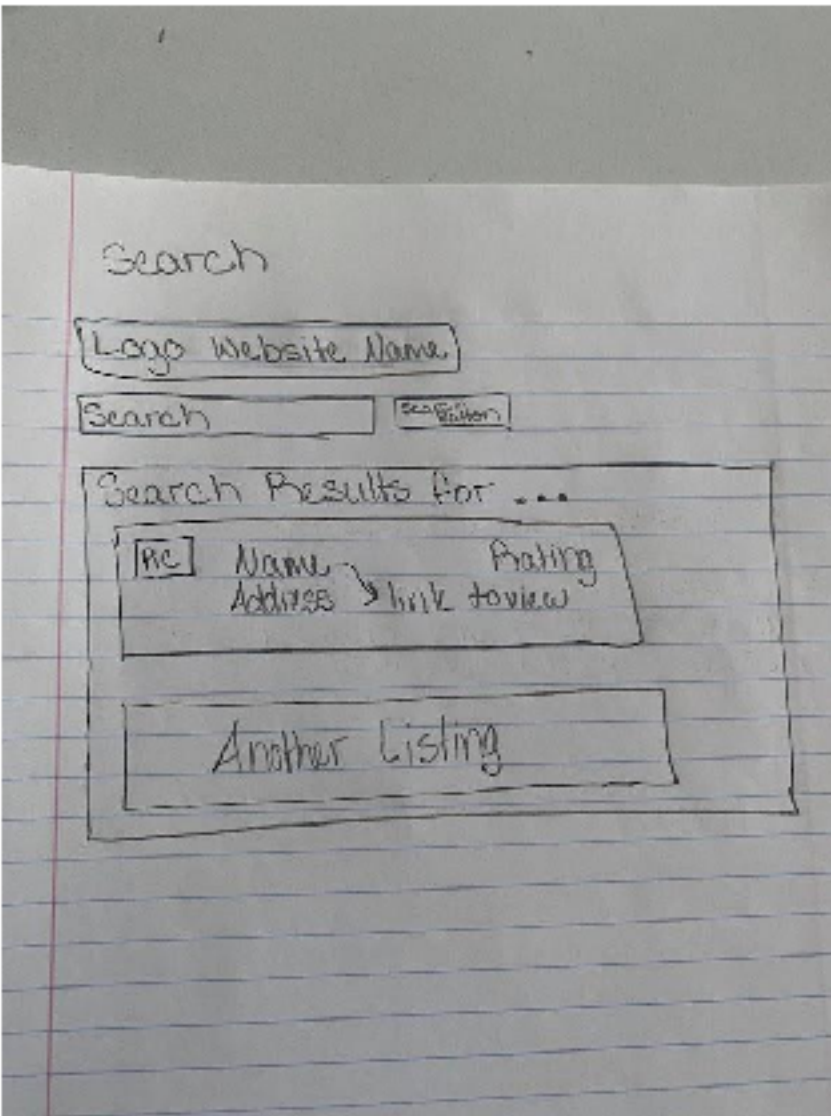 Search
Logo Website Name
Search Search Button
Search Results for ...
PIC Name Rating
Address link to view
Another Listing